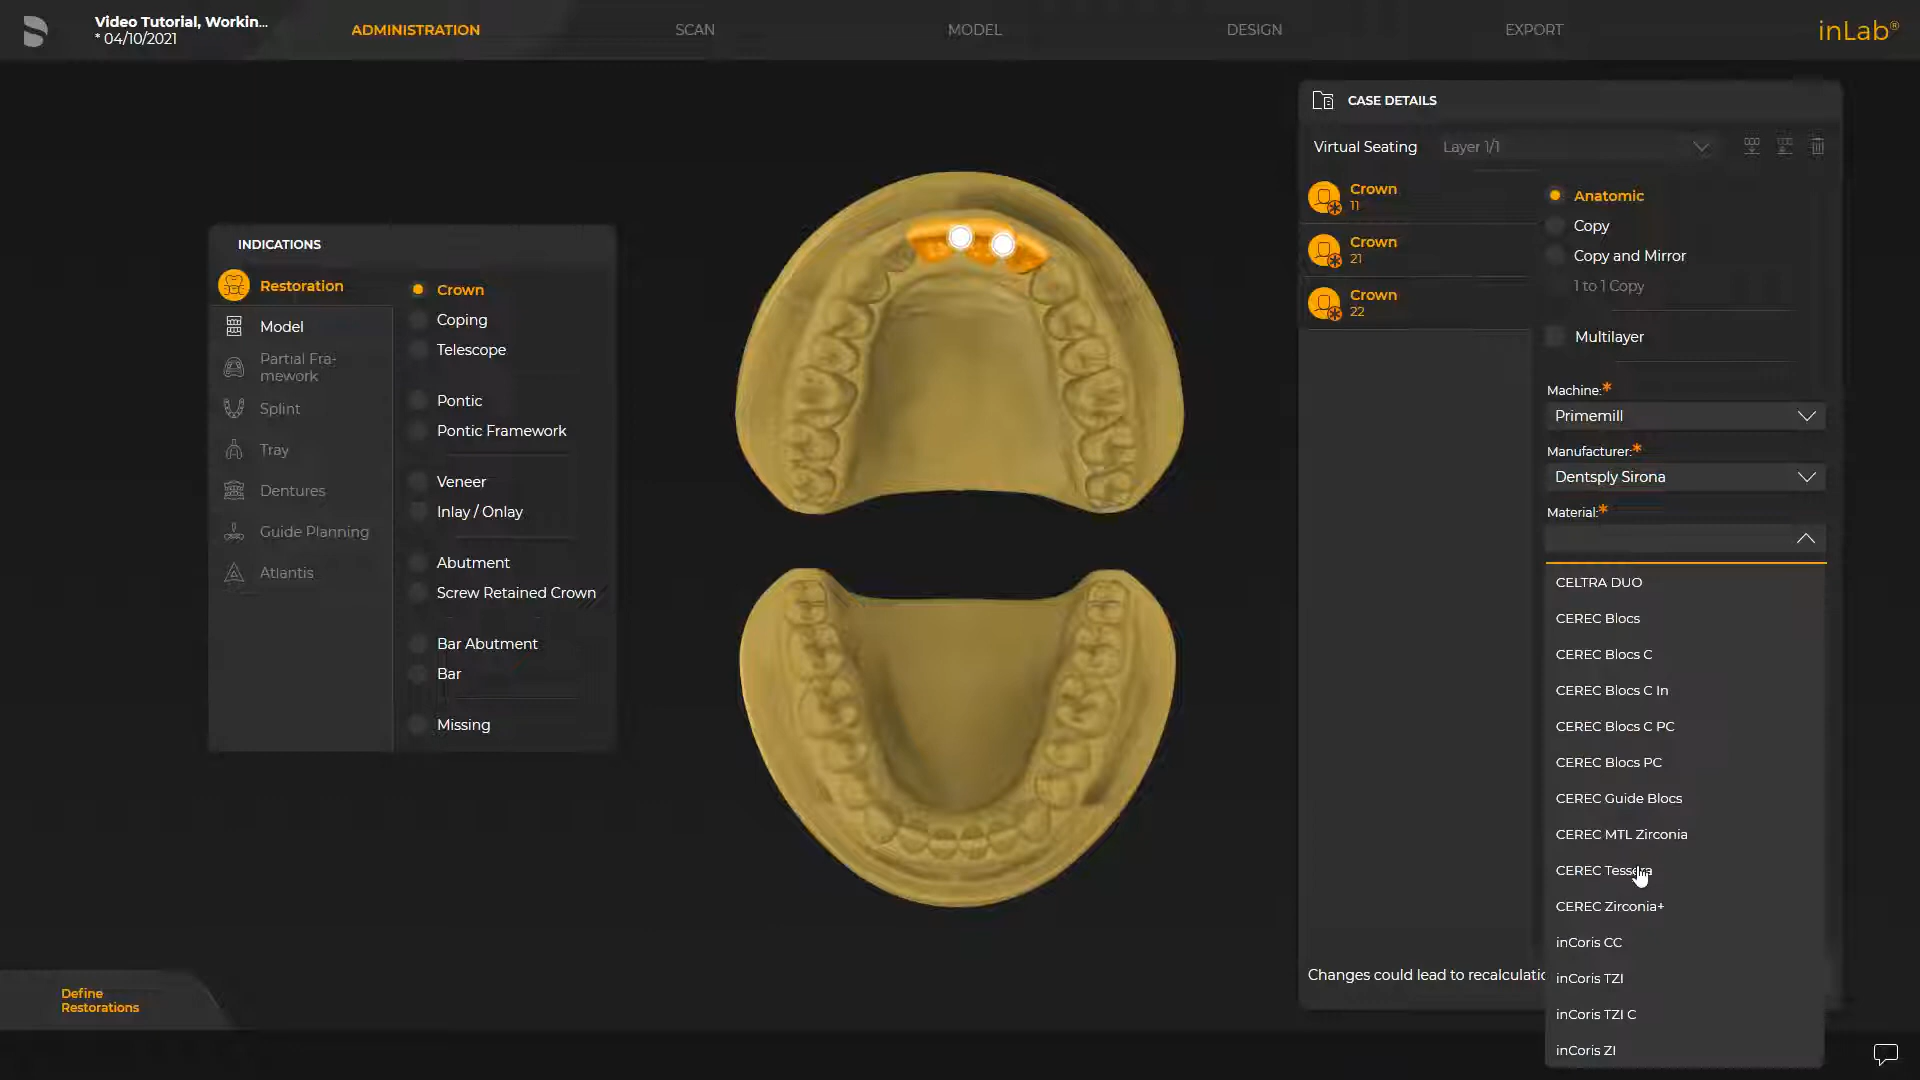 Video Tutorial, Workin...
* 04/10/2021
ADMINISTRATION
SCAN
MODEL
DESIGN
EXPORT
inLab®
INDICATIONS
Restoration
Model
Partial Fra-
mework
Splint
Tray
Dentures
Guide Planning
Atlantis
Crown
Coping
Telescope
Pontic
Pontic Framework
Veneer
Inlay / Onlay
Abutment
Screw Retained Crown
Bar Abutment
Bar
Missing
CASE DETAILS
Virtual Seating
Layer 1/1
Crown
11
Crown
21
Crown
22
Anatomic
Copy
Copy and Mirror
1 to 1 Copy
Multilayer
Machine:*
Primemill
Manufacturer:*
Dentsply Sirona
Material:*
CELTRA DUO
CEREC Blocs
CEREC Blocs C
CEREC Blocs C In
CEREC Blocs C PC
CEREC Blocs PC
CEREC Guide Blocs
CEREC MTL Zirconia
CEREC Tessera
CEREC Zirconia+
inCoris CC
inCoris TZI
inCoris TZI C
inCoris ZI
Changes could lead to recalculatio
Define
Restorations